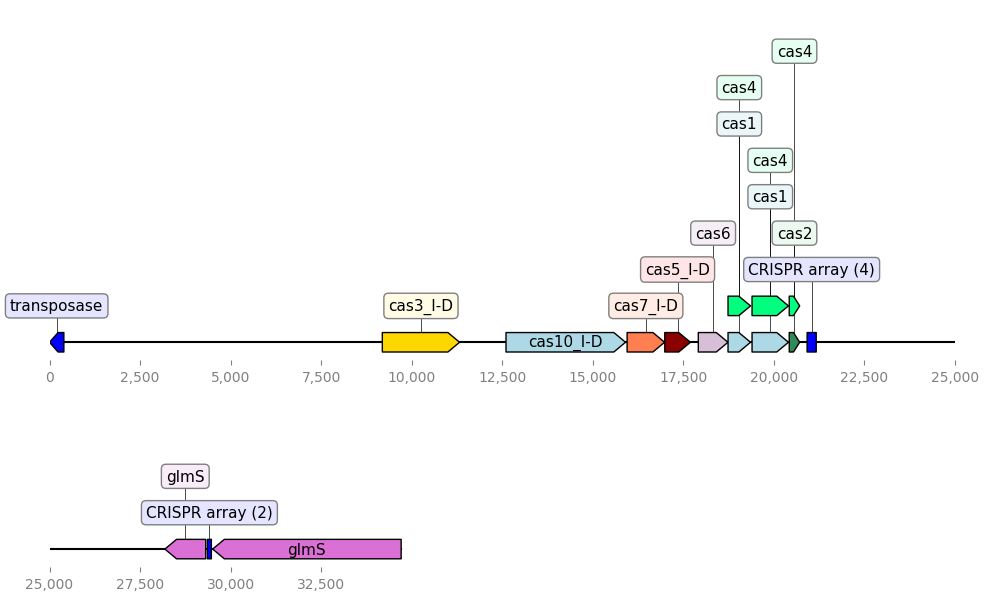 cas4
cas4
cas1
cas4
cas1
cas6
cas2
cas5_I-D
CRISPR array (4)
transposase
cas3_I-D
cas7_I-D
cas10_I-D
0
2,500
5,000
7,500
10,000
12,500
15,000
17,500
20,000
22,500
25,000
glmS
CRISPR array (2)
glmS
25,000
27,500
30,000
32,500